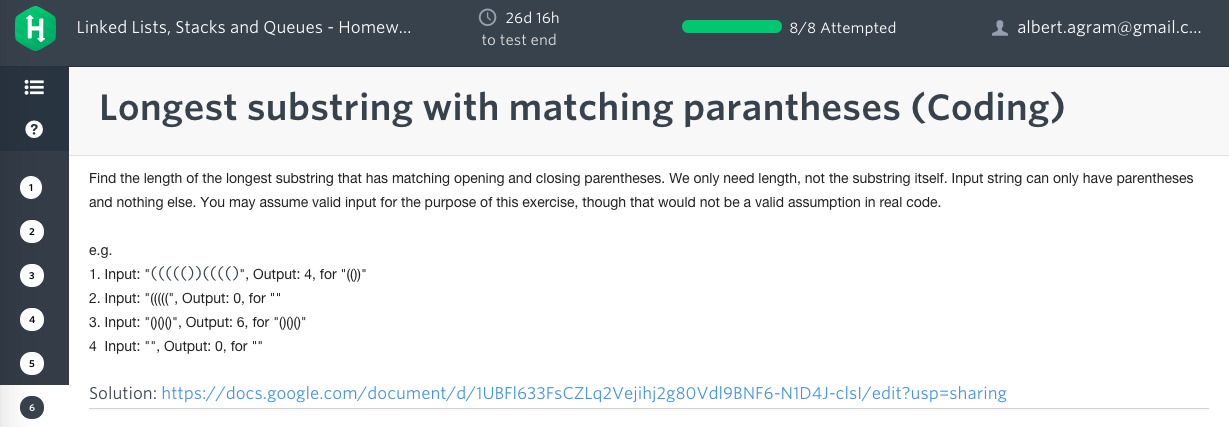 Linked Lists, Stacks and Queues - Homew...
26d 16h
to test end
8/8 Attempted
albert.agram@gmail.c...
Longest substring with matching parantheses (Coding)
?
1
2
3
4
5
6
Find the length of the longest substring that has matching opening and closing parentheses. We only need length, not the substring itself. Input string can only have parentheses
and nothing else. You may assume valid input for the purpose of this exercise, though that would not be a valid assumption in real code.
e.g.
1. Input: "((((())(((()", Output: 4, for "(())"
2. Input: "(((((", Output: 0, for ""
3. Input: "()()()", Output: 6, for "()()()"
4  Input: "", Output: 0, for ""
Solution: https://docs.google.com/document/d/1UBFl633FsCZLq2Vejihj2g80Vdl9BNF6-N1D4J-clsI/edit?usp=sharing